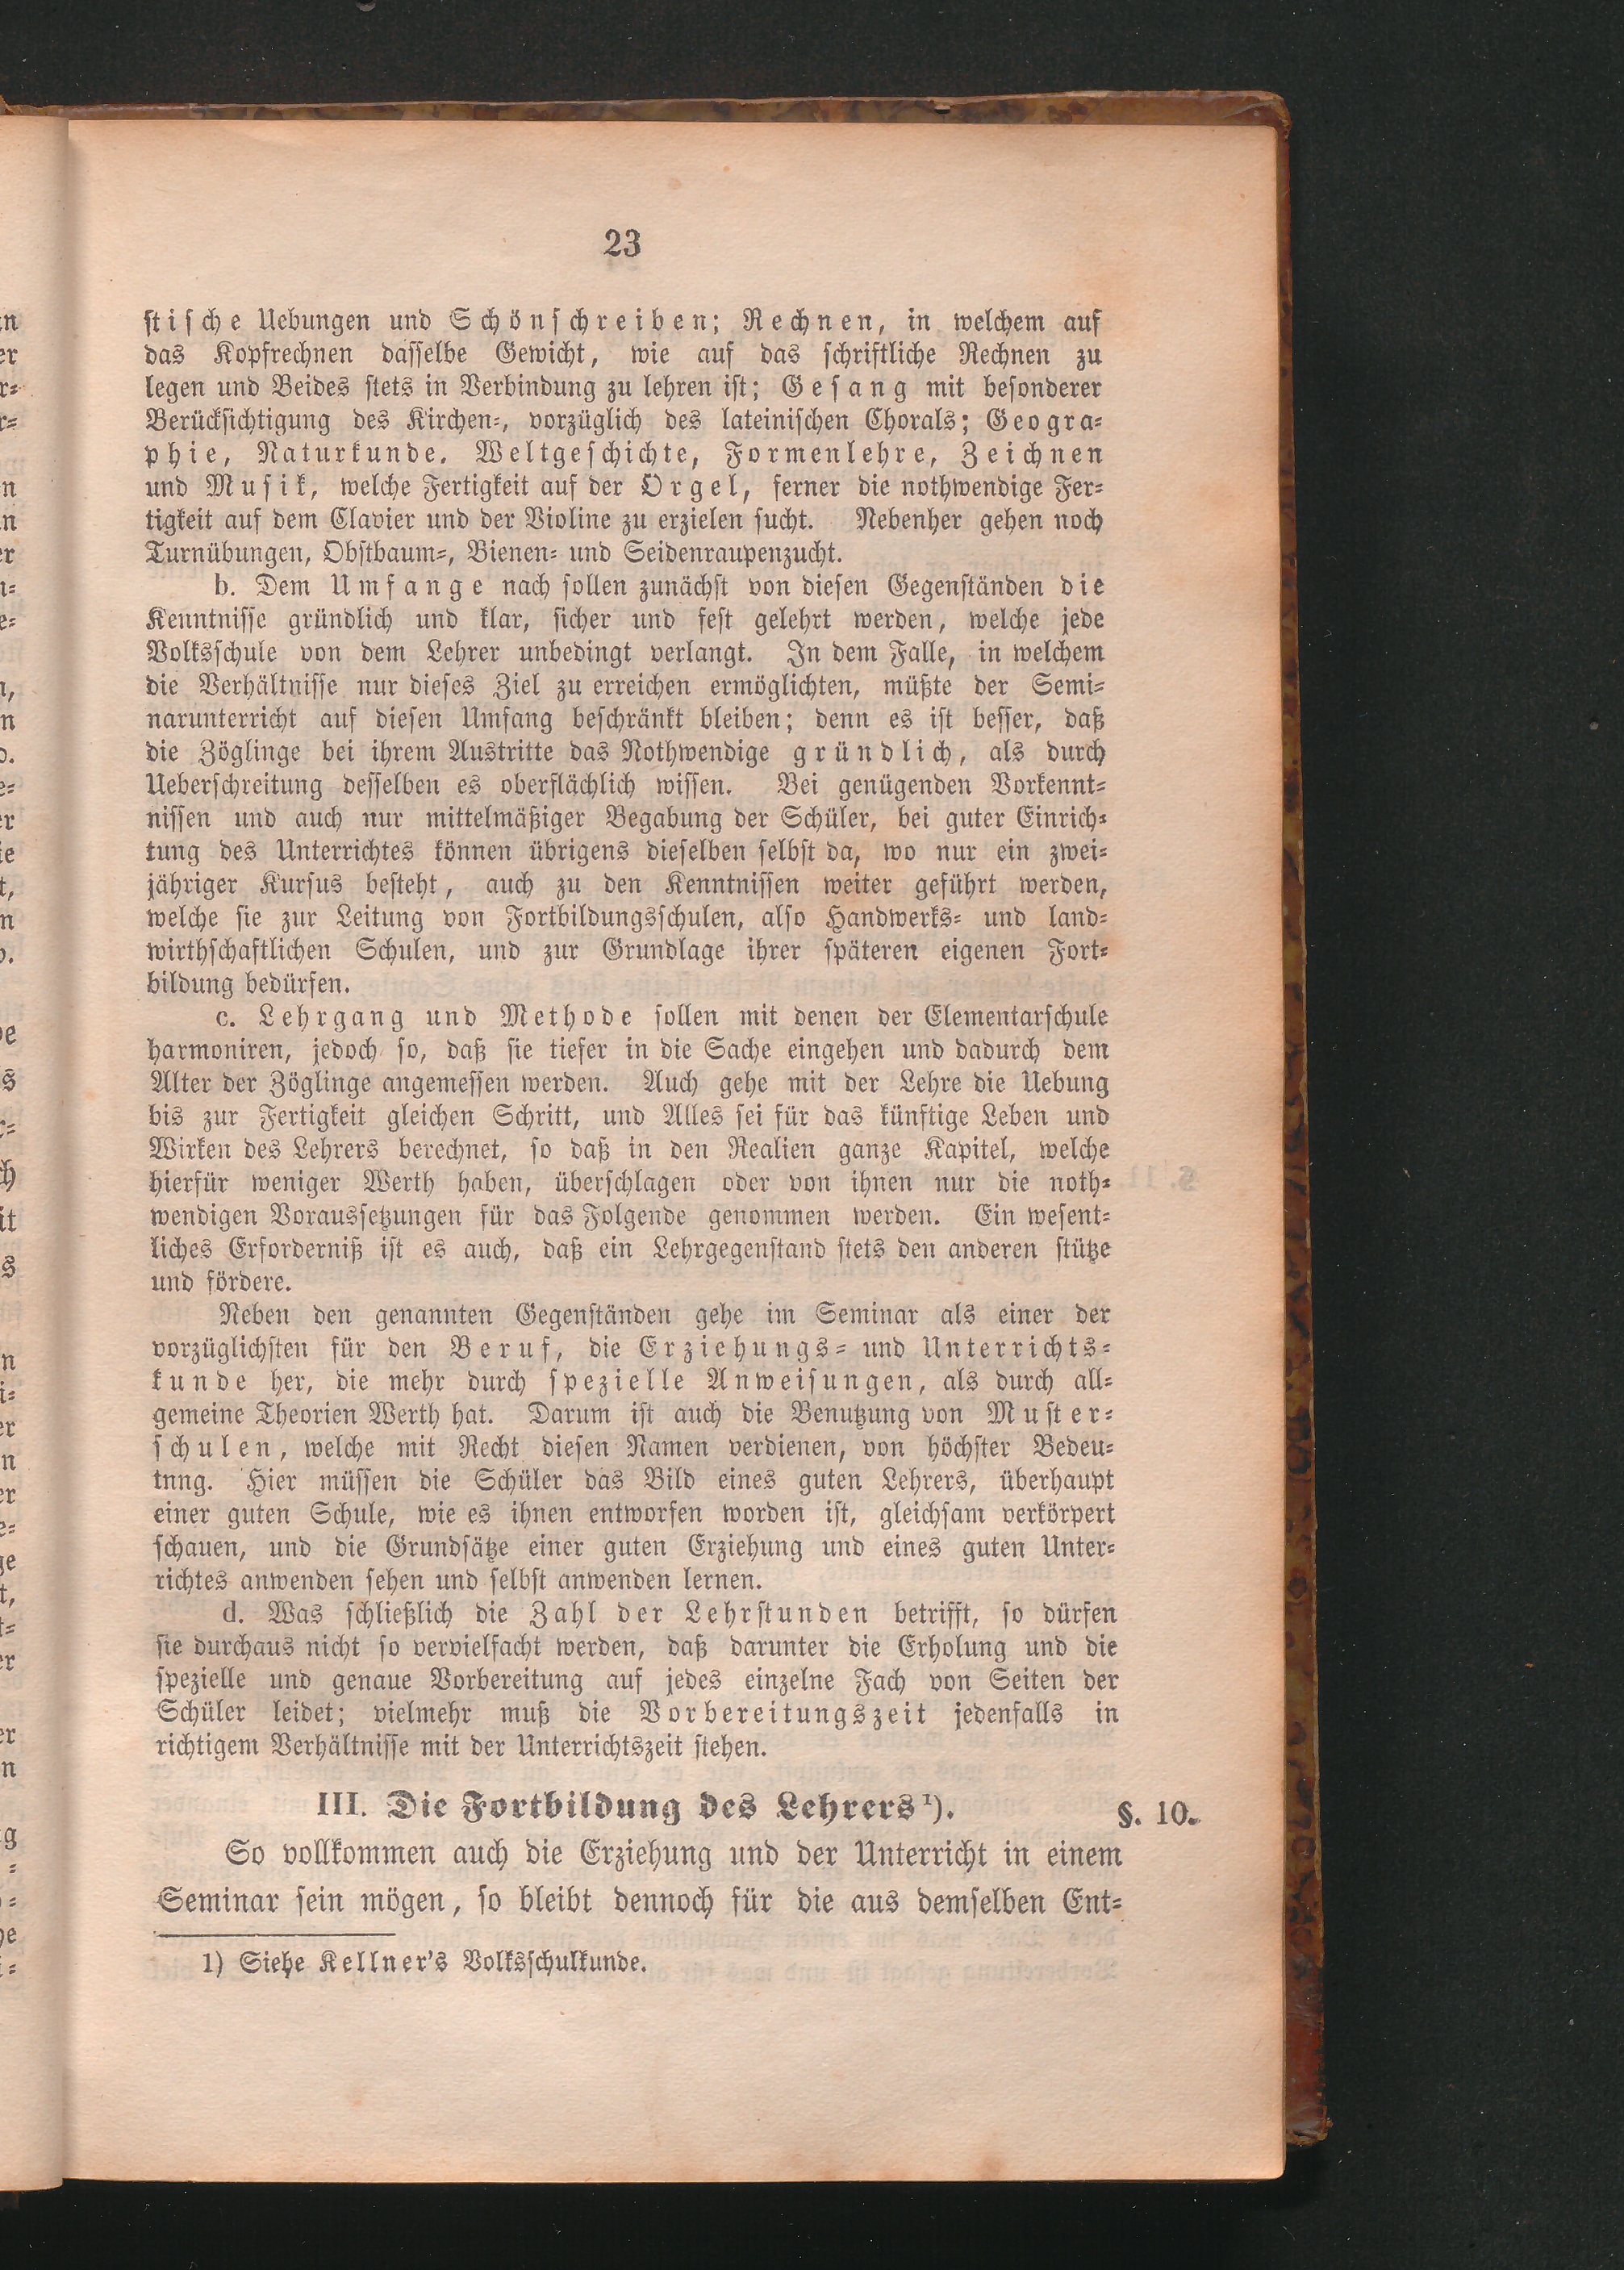 23
stische Uebungen und Schönschreiben; Rechnen, in welchem auf
das Kopfrechnen dasselbe Gewicht, wie auf das schriftliche Rechnen zu
legen und Beides stets in Verbindung zu lehren ist; Gesang mit besonderer
Berücksichtigung des Kirchen-, vorzüglich des lateinischen Chorals; Geogra-
phie, Naturkunde. Weltgeschichte, Formenlehre, Zeichnen
und Musik, welche Fertigkeit auf der Orgel, ferner die nothwendige Fer-
tigkeit auf dem Clavier und der Violine zu erzielen sucht. Nebenher gehen noch
Turnübungen, Obstbaum-, Bienen- und Seidenraupenzucht.
b. Dem Umfange nach sollen zunächst von diesen Gegenständen die
Kenntnisse gründlich und klar, sicher und fest gelehrt werden, welche jede
Volksschule von dem Lehrer unbedingt verlangt. In dem Falle, in welchem
die Verhältnisse nur dieses Ziel zu erreichen ermöglichten, müßte der Semi-
narunterricht auf diesen Umfang beschränkt bleiben; denn es ist besser, daß
die Zöglinge bei ihrem Austritte das Nothwendige gründlich, als durch
Ueberschreitung desselben es oberflächlich wissen. Bei genügenden Vorkennt-
nissen und auch nur mittelmäßiger Begabung der Schüler, bei guter Einrich-
tung des Unterrichtes können übrigens dieselben selbst da, wo nur ein zwei-
jähriger Kursus besteht, auch zu den Kenntnissen weiter geführt werden,
welche sie zur Leitung von Fortbildungsschulen, also Handwerks- und land-
wirthschaftlichen Schulen, und zur Grundlage ihrer späteren eigenen Fort-
bildung bedürfen.
c. Lehrgang und Methode sollen mit denen der Elementarschule
harmoniren, jedoch so, daß sie tiefer in die Sache eingehen und dadurch dem
Alter der Zöglinge angemessen werden. Auch gehe mit der Lehre die Uebung
bis zur Fertigkeit gleichen Schritt, und Alles sei für das künftige Leben und
Wirken des Lehrers berechnet, so daß in den Realien ganze Kapitel, welche
hierfür weniger Werth haben, überschlagen oder von ihnen nur die noth-
wendigen Voraussetzungen für das Folgende genommen werden. Ein wesent-
liches Erforderniß ist es auch, daß ein Lehrgegenstand stets den anderen stütze
und fördere.
Neben den genannten Gegenständen gehe im Seminar als einer der
vorzüglichsten für den Beruf, die Erziehungs- und Unterrichts-
kunde her, die mehr durch spezielle Anweisungen, als durch all-
gemeine Theorien Werth hat. Darum ist auch die Benutzung von Muster-
schulen, welche mit Recht diesen Namen verdienen, von höchster Bedeu-
tnng. Hier müssen die Schüler das Bild eines guten Lehrers, überhaupt
einer guten Schule, wie es ihnen entworfen worden ist, gleichsam verkörpert
schauen, und die Grundsätze einer guten Erziehung und eines guten Unter-
richtes anwenden sehen und selbst anwenden lernen.
d. Was schließlich die Zahl der Lehrstunden betrifft, so dürfen
sie durchaus nicht so vervielfacht werden, daß darunter die Erholung und die
spezielle und genaue Vorbereitung auf jedes einzelne Fach von Seiten der
Schüler leidet; vielmehr muß die Vorbereitungszeit jedenfalls in
richtigem Verhältnisse mit der Unterrichtszeit stehen.
III. Die Fortbildung des Lehrers¹). §. 10.
So vollkommen auch die Erziehung und der Unterricht in einem
Seminar sein mögen, so bleibt dennoch für die aus demselben Ent-
1) Siehe Kellner's Volksschulkunde.